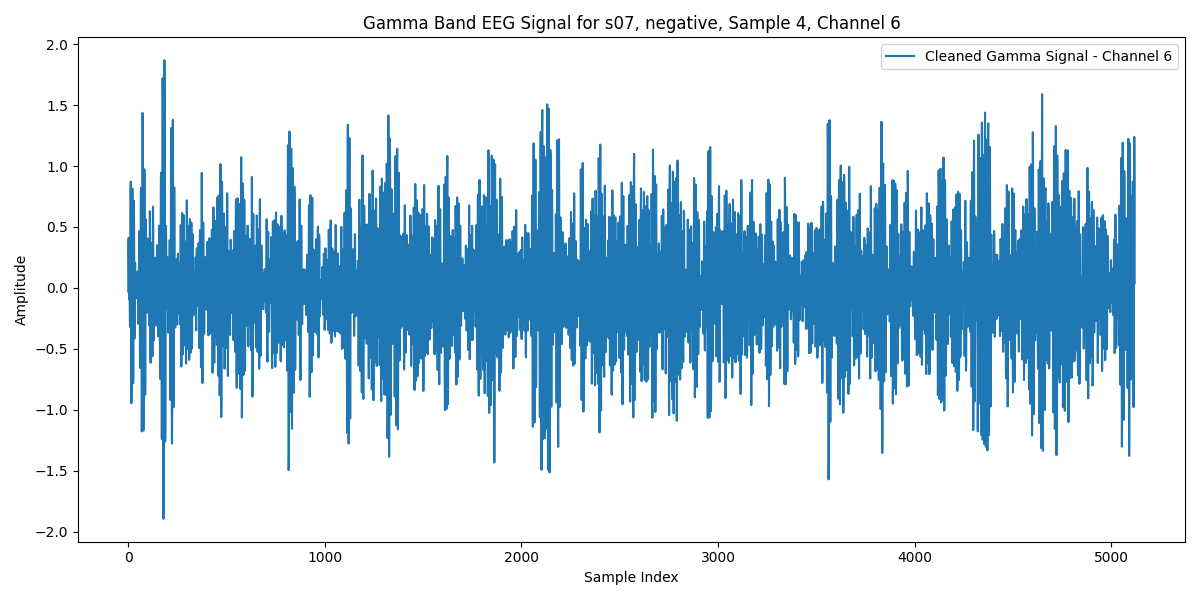 Gamma Band EEG Signal for s07, negative, Sample 4, Channel 6
Cleaned Gamma Signal - Channel 6
Amplitude
2.0
1.5
1.0
0.5
0.0
−0.5
−1.0
−1.5
−2.0
0 1000 2000 3000 4000 5000
Sample Index